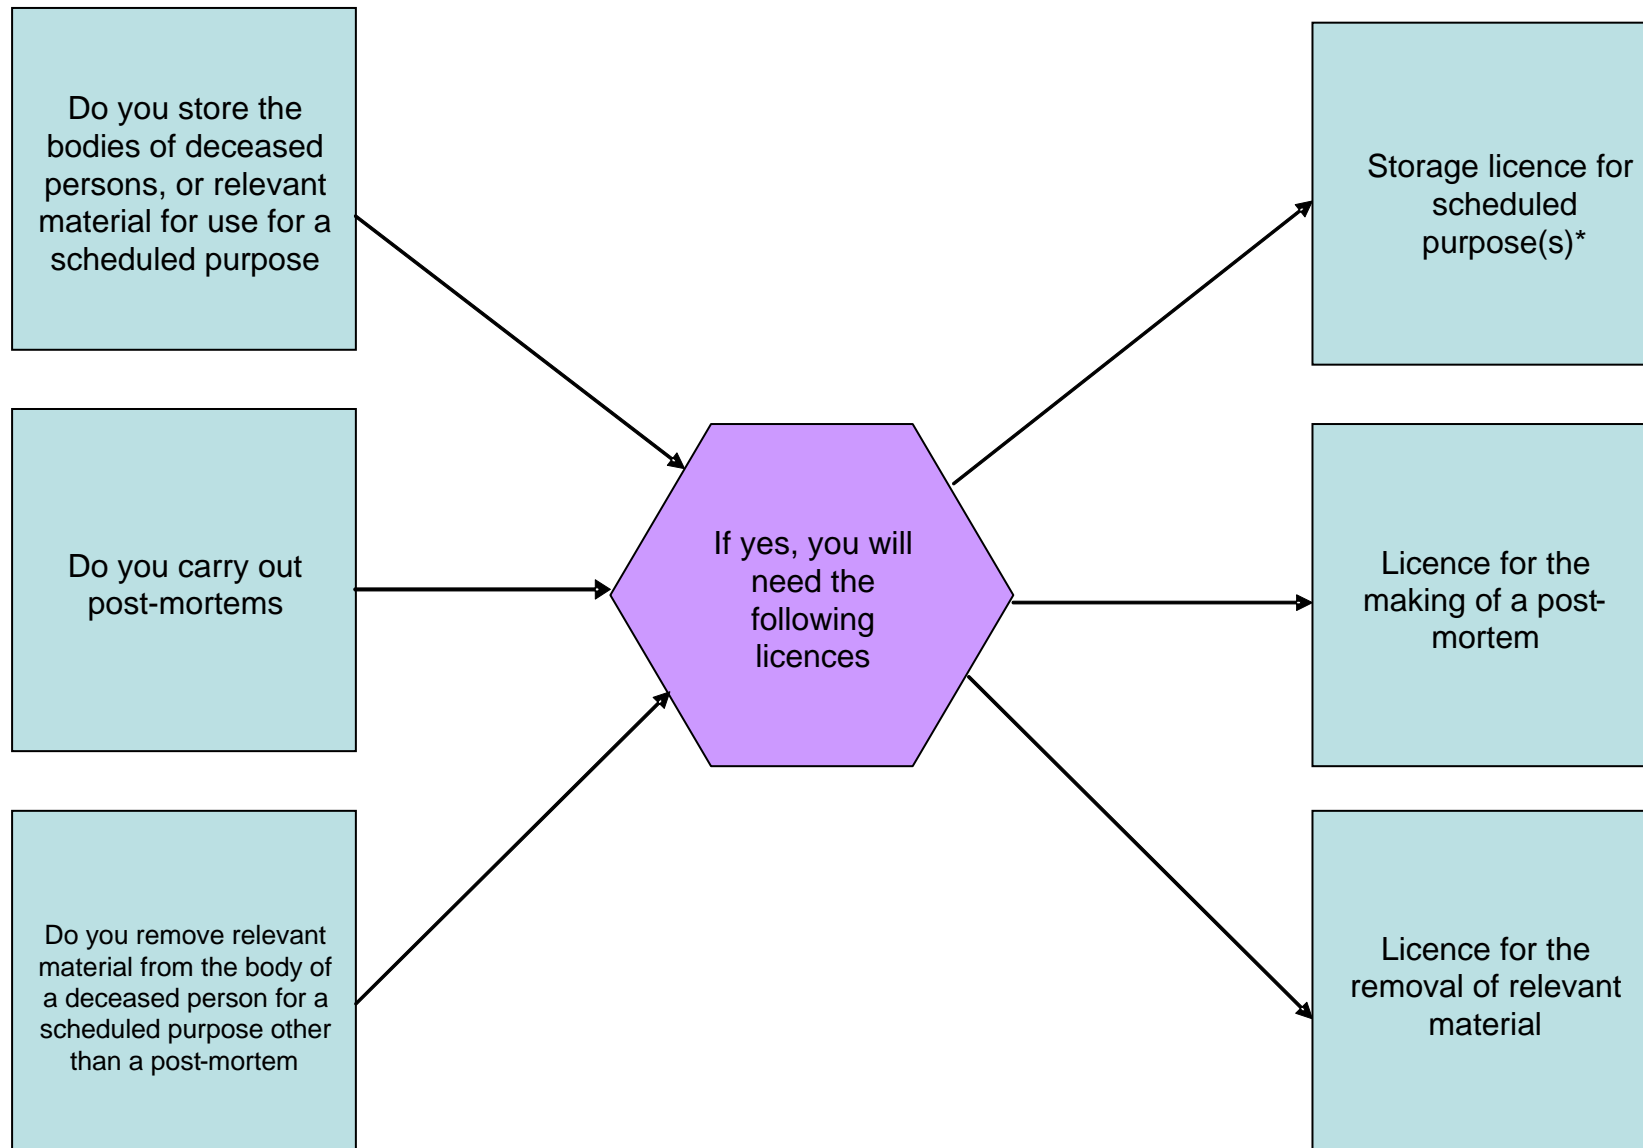 Do you store the
bodies of deceased
persons, or relevant
material for use for a
scheduled purpose
Do you carry out
post-mortems
Do you remove relevant
material from the body of
a deceased person for a
scheduled purpose other
than a post-mortem
If yes, you will
need the
following
licences
Storage licence for
scheduled
purpose(s)*
Licence for the
making of a post-
mortem
Licence for the
removal of relevant
material